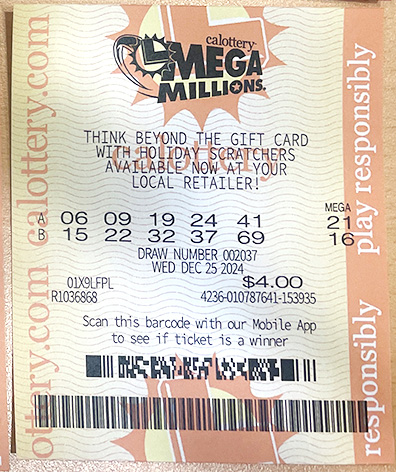 calottery
MEGA
MILLIONS
THINK BEYOND THE GIFT CARD
WITH HOLIDAY SCRATCHERS
AVAILABLE NOW AT YOUR
LOCAL RETAILER!
MEGA
A 06 09 19 24 41 21
B 15 22 32 37 69 16
DRAW NUMBER 002037
WED DEC 25 2024
01X9LFPL $4.00
R1036868 4236-010787641-153935
Scan this barcode with our Mobile App
to see if ticket is a winner
calottery
ottery.com calottery.com
play responsibly
responsibly